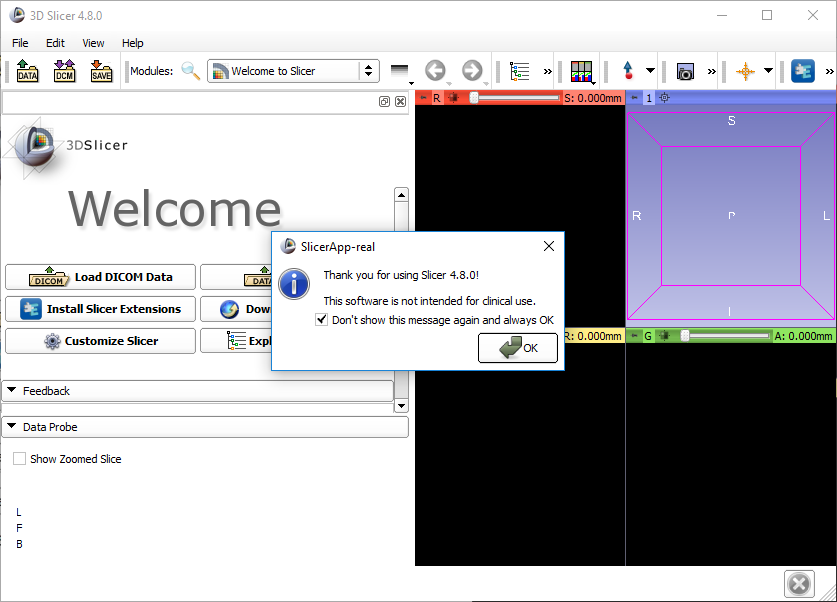 3D Slicer 4.8.0
File Edit View Help
DATA DCM SAVE Modules: Welcome to Slicer
R S: 0.000mm 1
3DSlicer
Welcome
S
R P L
I
SlicerApp-real
Thank you for using Slicer 4.8.0!
This software is not intended for clinical use.
Don't show this message again and always OK
OK
DICOM Load DICOM Data DATA
Install Slicer Extensions Dow
Customize Slicer Expl
R: 0.000mm G A: 0.000mm
Feedback
Data Probe
Show Zoomed Slice
L
F
B